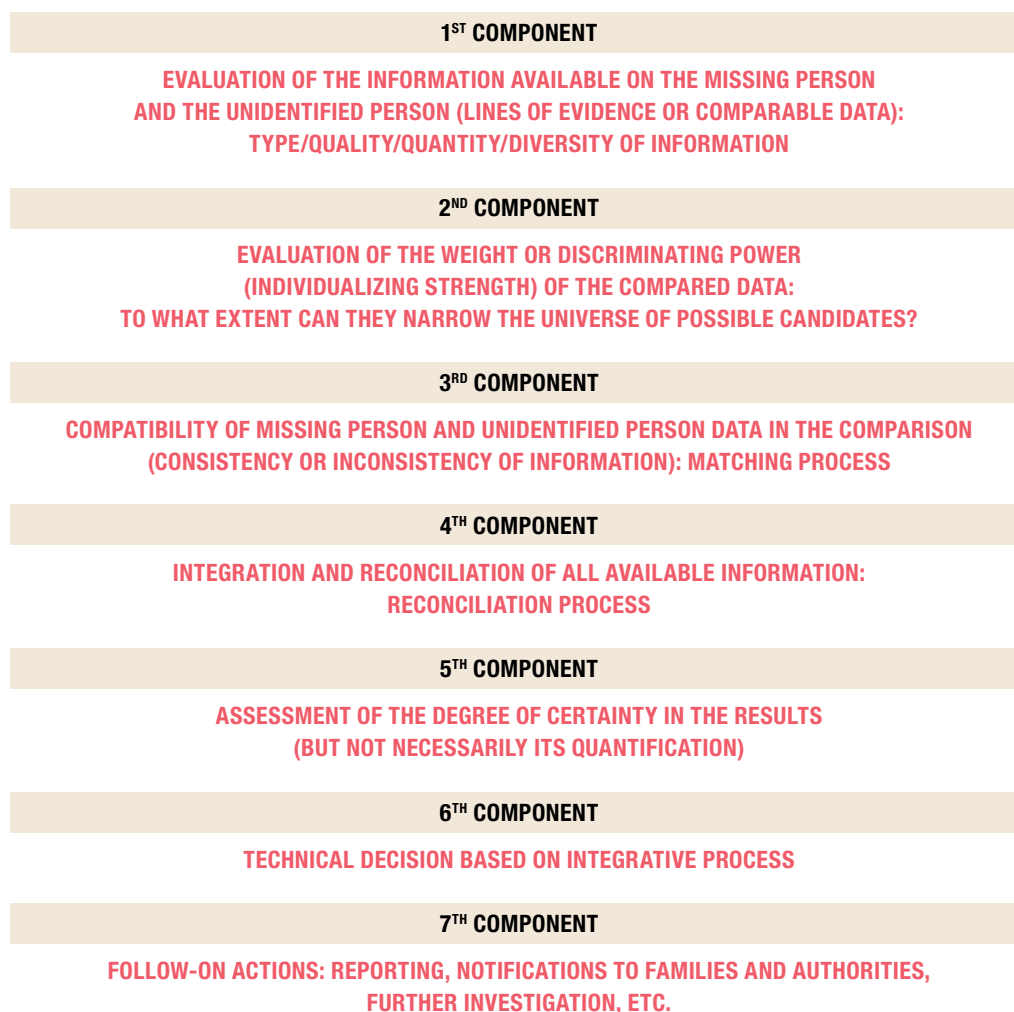 1ST COMPONENT
EVALUATION OF THE INFORMATION AVAILABLE ON THE MISSING PERSON
AND THE UNIDENTIFIED PERSON (LINES OF EVIDENCE OR COMPARABLE DATA):
TYPE/QUALITY/QUANTITY/DIVERSITY OF INFORMATION
2ND COMPONENT
EVALUATION OF THE WEIGHT OR DISCRIMINATING POWER
(INDIVIDUALIZING STRENGTH) OF THE COMPARED DATA:
TO WHAT EXTENT CAN THEY NARROW THE UNIVERSE OF POSSIBLE CANDIDATES?
3RD COMPONENT
COMPATIBILITY OF MISSING PERSON AND UNIDENTIFIED PERSON DATA IN THE COMPARISON
(CONSISTENCY OR INCONSISTENCY OF INFORMATION): MATCHING PROCESS
4TH COMPONENT
INTEGRATION AND RECONCILIATION OF ALL AVAILABLE INFORMATION:
RECONCILIATION PROCESS
5TH COMPONENT
ASSESSMENT OF THE DEGREE OF CERTAINTY IN THE RESULTS
(BUT NOT NECESSARILY ITS QUANTIFICATION)
6TH COMPONENT
TECHNICAL DECISION BASED ON INTEGRATIVE PROCESS
7TH COMPONENT
FOLLOW-ON ACTIONS: REPORTING, NOTIFICATIONS TO FAMILIES AND AUTHORITIES,
FURTHER INVESTIGATION, ETC.